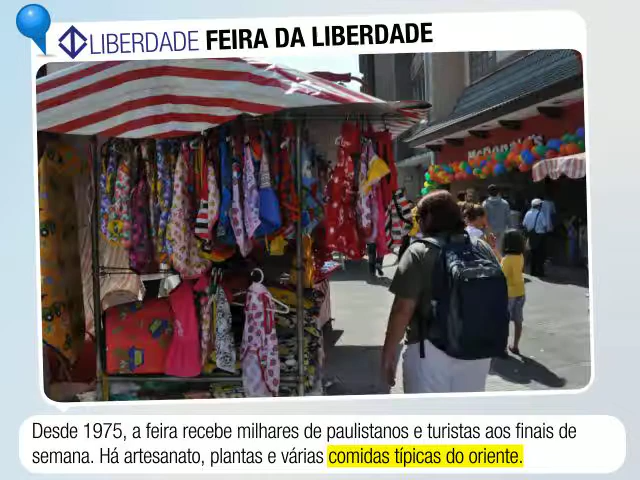 LIBERDADE FEIRA DA LIBERDADE
McDonald's
Desde 1975, a feira recebe milhares de paulistanos e turistas aos finais de
semana. Há artesanato, plantas e várias comidas típicas do oriente.